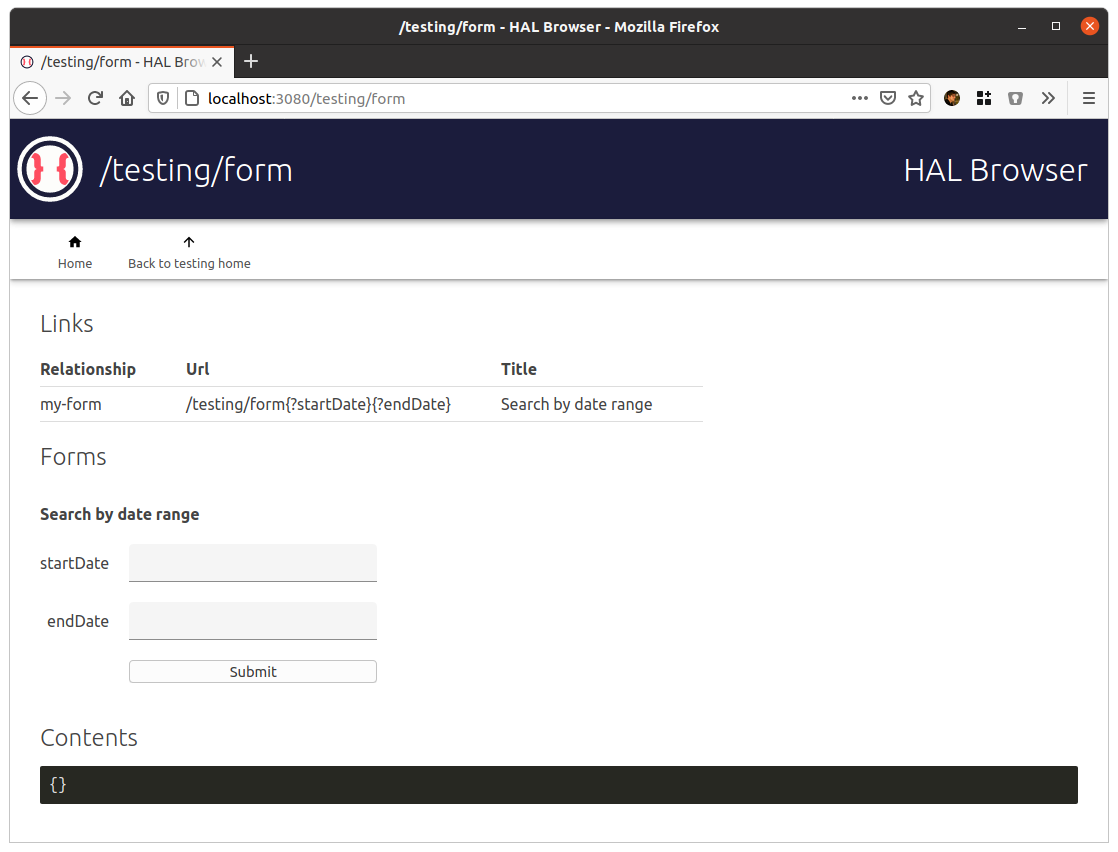 /testing/form - HAL Browser - Mozilla Firefox
/testing/form - HAL Brow
localhost:3080/testing/form
/testing/form HAL Browser
Home Back to testing home
Links
Relationship Url Title
my-form /testing/form{?startDate}{?endDate} Search by date range
Forms
Search by date range
startDate
endDate
Submit
Contents
{}